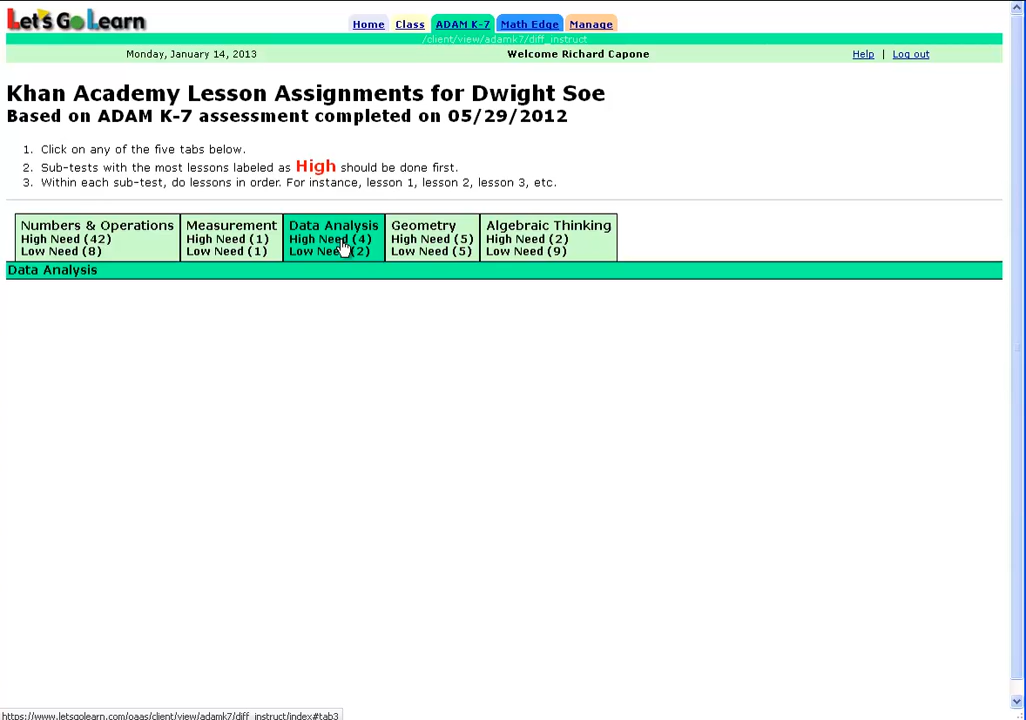 Let's Go Learn
Home Class ADAM K-7 Math Edge Manage
/client/view/adamk7/diff_instruct
Monday, January 14, 2013 Welcome Richard Capone Help | Log out
Khan Academy Lesson Assignments for Dwight Soe
Based on ADAM K-7 assessment completed on 05/29/2012
1. Click on any of the five tabs below.
2. Sub-tests with the most lessons labeled as High should be done first.
3. Within each sub-test, do lessons in order. For instance, lesson 1, lesson 2, lesson 3, etc.
Numbers & Operations Measurement Data Analysis Geometry Algebraic Thinking
High Need (42) High Need (1) High Need (4) High Need (5) High Need (2)
Low Need (8) Low Need (1) Low Need (2) Low Need (5) Low Need (9)
Data Analysis
https://www.letsgolearn.com/oaas/client/view/adamk7/diff_instruct/index#tab3